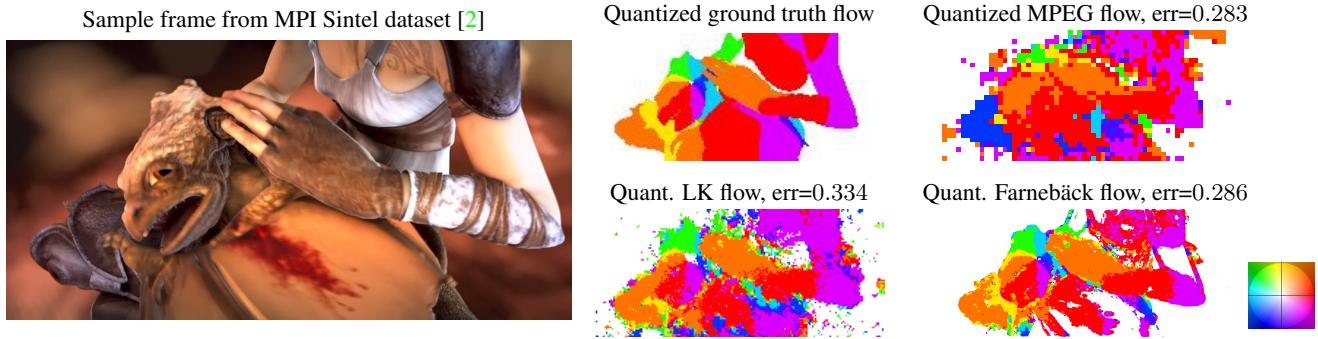 Sample frame from MPI Sintel dataset [2]
Quantized ground truth flow
Quantized MPEG flow, err=0.283
Quant. LK flow, err=0.334
Quant. Farnebäck flow, err=0.286